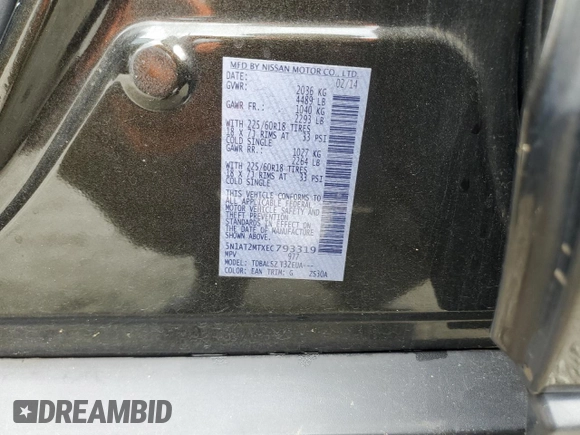 MFD BY NISSAN MOTOR CO., LTD.
DATE: 02/14
GVWR: 2036 KG
4489 LB
GAWR FR: 1040 KG
2293 LB
WITH 225/60R18 TIRES
18 X 7J RIMS AT 33 PSI
COLD SINGLE
GAWR RR: 1027 KG
2264 LB
WITH 225/60R18 TIRES
18 X 7J RIMS AT 33 PSI
COLD SINGLE
THIS VEHICLE CONFORMS TO
ALL APPLICABLE FEDERAL
MOTOR VEHICLE SAFETY AND
THEFT PREVENTION
STANDARDS IN EFFECT ON
THE DATE OF MANUFACTURE
SHOWN ABOVE.
5N1AT2MTXEC793319
MPV 977
MODEL:
COLOR: EAN TRIM: G 2530A
DREAMBID